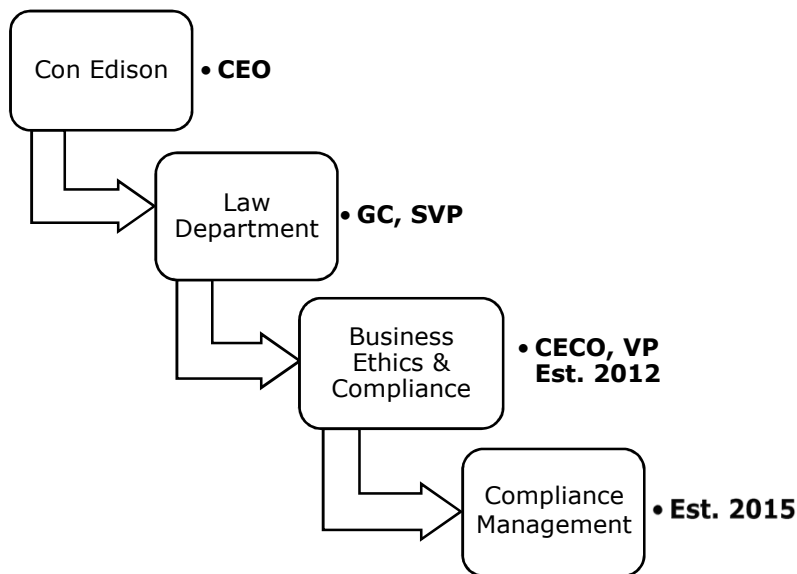 Con Edison
• CEO
Law
Department
• GC, SVP
Business
Ethics &
Compliance
• CECO, VP
Est. 2012
Compliance
Management
• Est. 2015